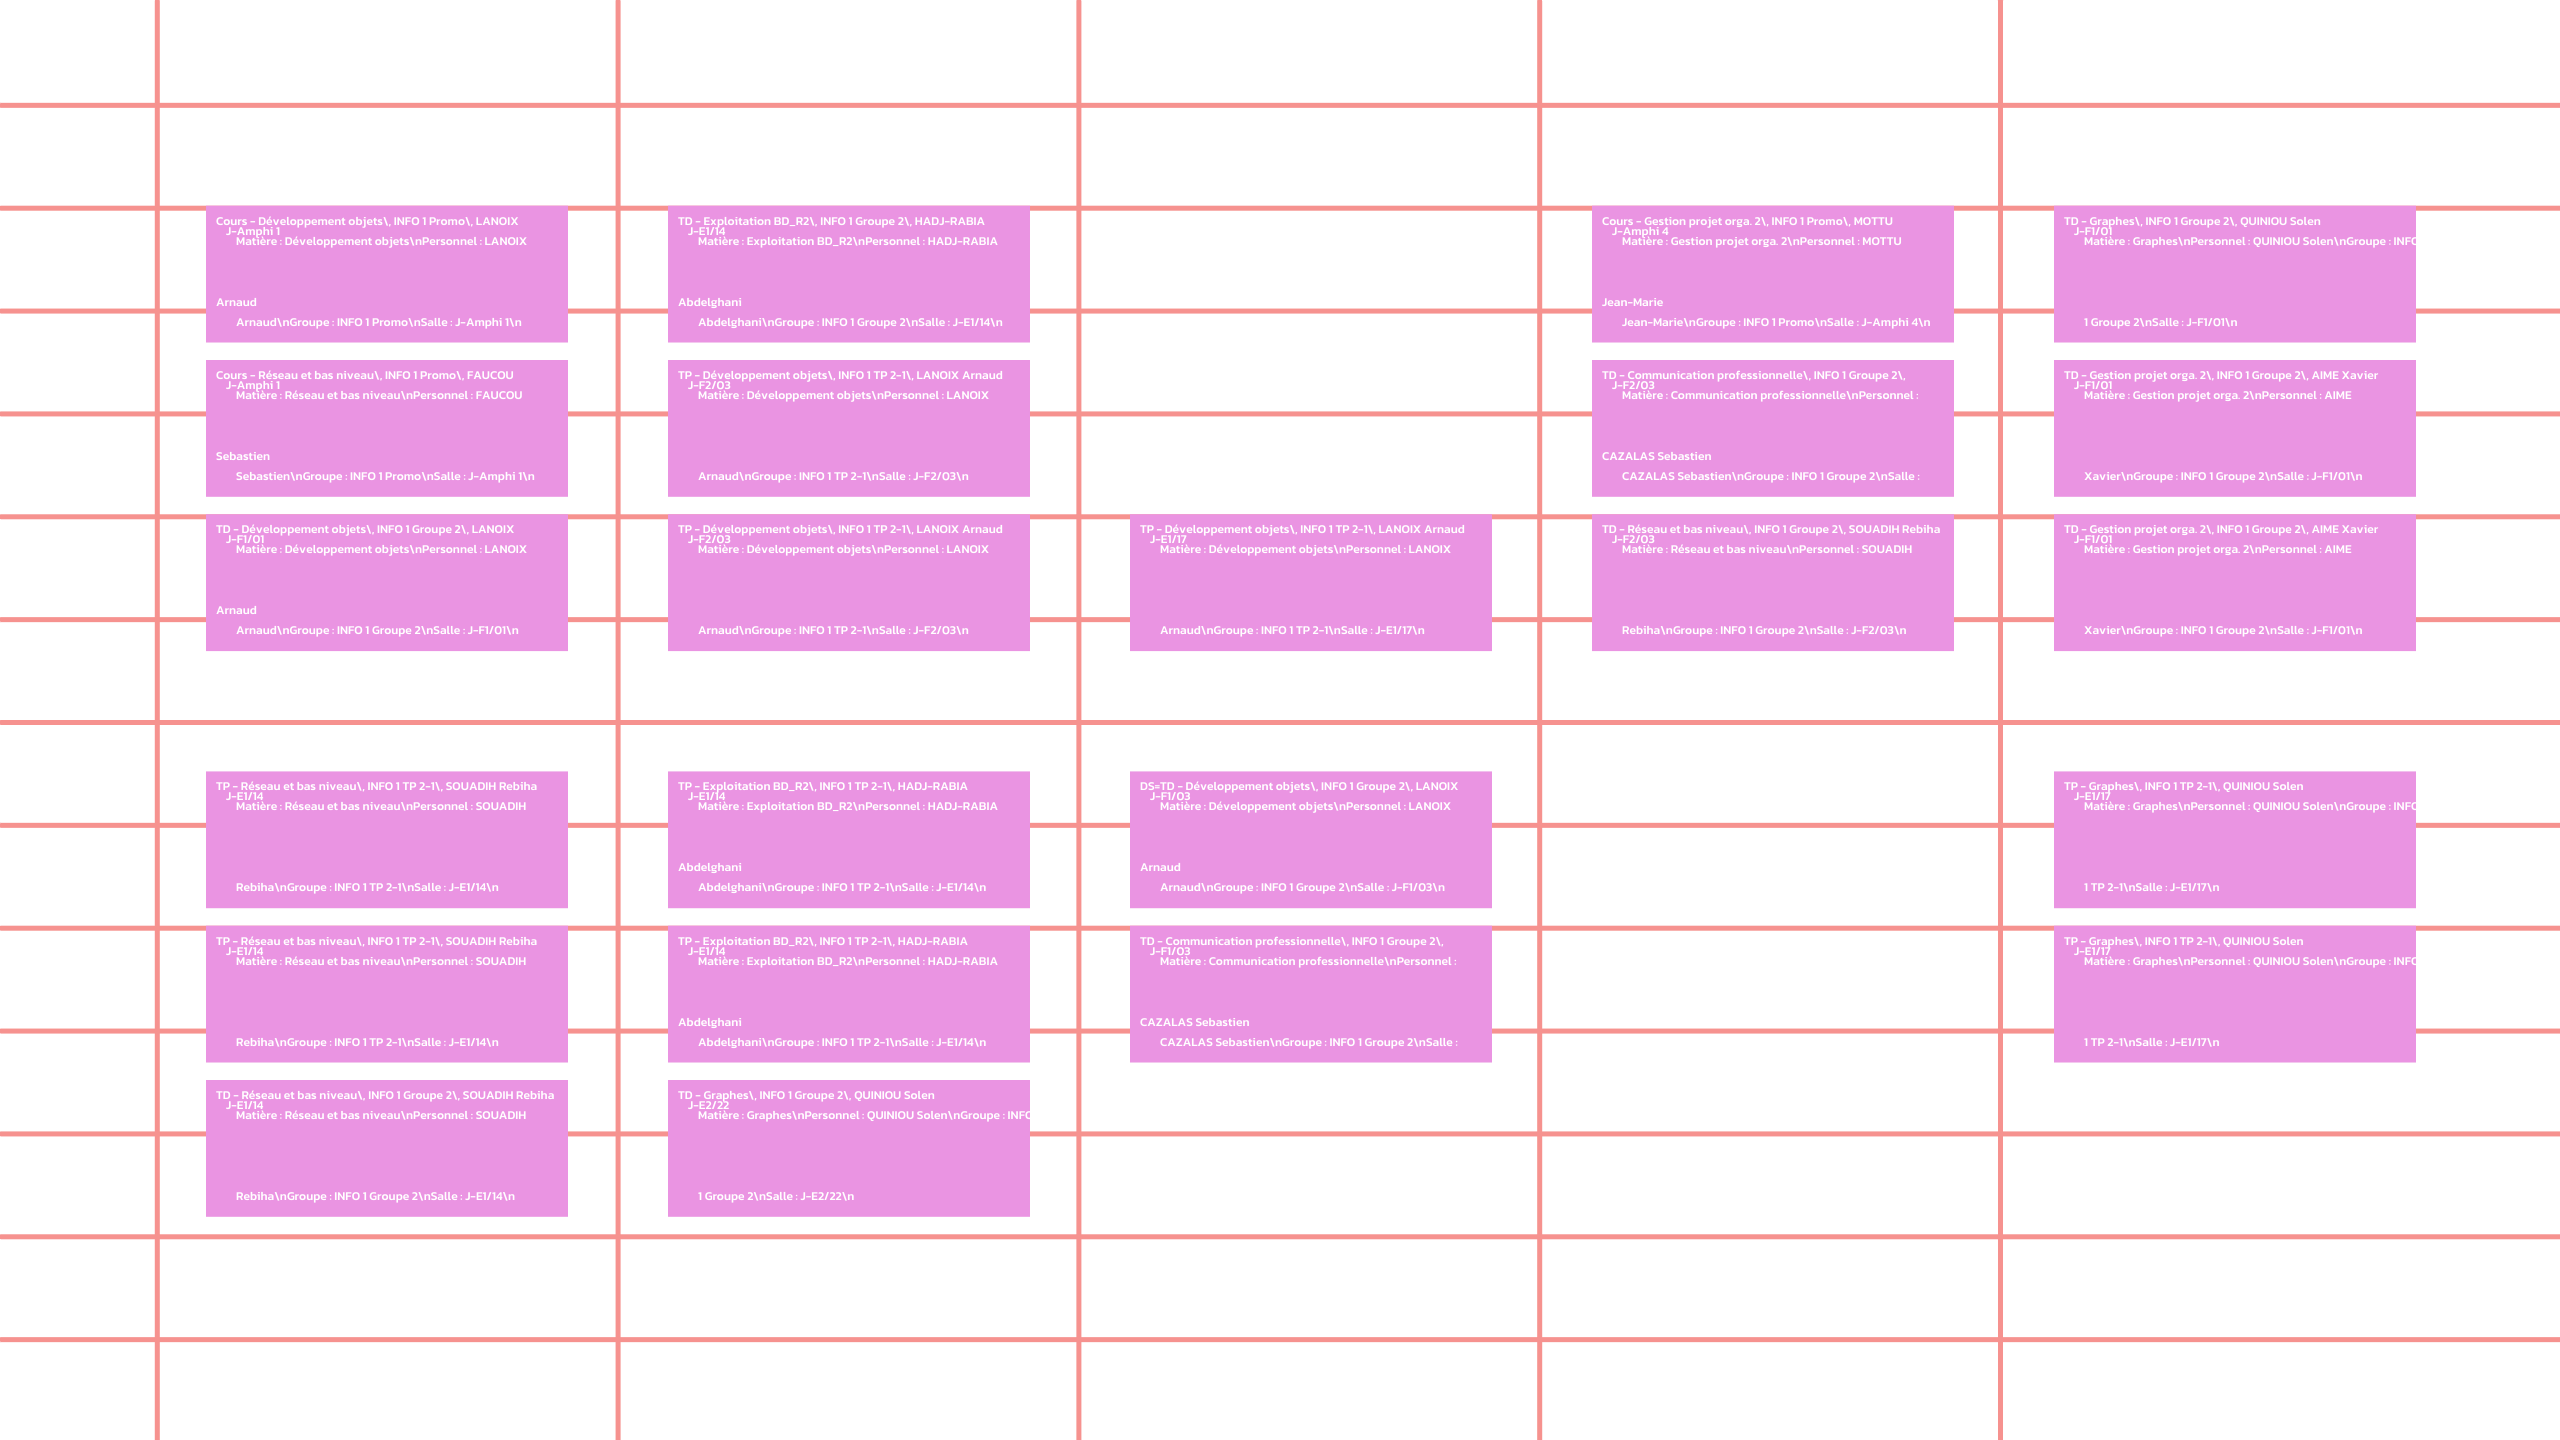 Cours - Développement objets\, INFO 1 Promo\, LANOIX
J-Amphi 1
Matière : Développement objets\nPersonnel : LANOIX
Arnaud
Arnaud\nGroupe : INFO 1 Promo\nSalle : J-Amphi 1\n
Cours - Réseau et bas niveau\, INFO 1 Promo\, FAUCOU
J-Amphi 1
Matière : Réseau et bas niveau\nPersonnel : FAUCOU
Sebastien
Sebastien\nGroupe : INFO 1 Promo\nSalle : J-Amphi 1\n
TD - Développement objets\, INFO 1 Groupe 2\, LANOIX
J-F1/01
Matière : Développement objets\nPersonnel : LANOIX
Arnaud
Arnaud\nGroupe : INFO 1 Groupe 2\nSalle : J-F1/01\n
TP - Réseau et bas niveau\, INFO 1 TP 2-1\, SOUADIH Rebiha
J-E1/14
Matière : Réseau et bas niveau\nPersonnel : SOUADIH
Rebiha\nGroupe : INFO 1 TP 2-1\nSalle : J-E1/14\n
TP - Réseau et bas niveau\, INFO 1 TP 2-1\, SOUADIH Rebiha
J-E1/14
Matière : Réseau et bas niveau\nPersonnel : SOUADIH
Rebiha\nGroupe : INFO 1 TP 2-1\nSalle : J-E1/14\n
TD - Réseau et bas niveau\, INFO 1 Groupe 2\, SOUADIH Rebiha
J-E1/14
Matière : Réseau et bas niveau\nPersonnel : SOUADIH
Rebiha\nGroupe : INFO 1 Groupe 2\nSalle : J-E1/14\n
TD - Exploitation BD_R2\, INFO 1 Groupe 2\, HADJ-RABIA
J-E1/14
Matière : Exploitation BD_R2\nPersonnel : HADJ-RABIA
Abdelghani
Abdelghani\nGroupe : INFO 1 Groupe 2\nSalle : J-E1/14\n
TP - Développement objets\, INFO 1 TP 2-1\, LANOIX Arnaud
J-F2/03
Matière : Développement objets\nPersonnel : LANOIX
Arnaud\nGroupe : INFO 1 TP 2-1\nSalle : J-F2/03\n
TP - Développement objets\, INFO 1 TP 2-1\, LANOIX Arnaud
J-F2/03
Matière : Développement objets\nPersonnel : LANOIX
Arnaud\nGroupe : INFO 1 TP 2-1\nSalle : J-F2/03\n
TP - Exploitation BD_R2\, INFO 1 TP 2-1\, HADJ-RABIA
J-E1/14
Matière : Exploitation BD_R2\nPersonnel : HADJ-RABIA
Abdelghani
Abdelghani\nGroupe : INFO 1 TP 2-1\nSalle : J-E1/14\n
TP - Exploitation BD_R2\, INFO 1 TP 2-1\, HADJ-RABIA
J-E1/14
Matière : Exploitation BD_R2\nPersonnel : HADJ-RABIA
Abdelghani
Abdelghani\nGroupe : INFO 1 TP 2-1\nSalle : J-E1/14\n
TD - Graphes\, INFO 1 Groupe 2\, QUINIOU Solen
J-E2/22
Matière : Graphes\nPersonnel : QUINIOU Solen\nGroupe : INFO
1 Groupe 2\nSalle : J-E2/22\n
TP - Développement objets\, INFO 1 TP 2-1\, LANOIX Arnaud
J-E1/17
Matière : Développement objets\nPersonnel : LANOIX
Arnaud\nGroupe : INFO 1 TP 2-1\nSalle : J-E1/17\n
DS=TD - Développement objets\, INFO 1 Groupe 2\, LANOIX
J-F1/03
Matière : Développement objets\nPersonnel : LANOIX
Arnaud
Arnaud\nGroupe : INFO 1 Groupe 2\nSalle : J-F1/03\n
TD - Communication professionnelle\, INFO 1 Groupe 2\,
J-F1/03
Matière : Communication professionnelle\nPersonnel :
CAZALAS Sebastien
CAZALAS Sebastien\nGroupe : INFO 1 Groupe 2\nSalle :
Cours - Gestion projet orga. 2\, INFO 1 Promo\, MOTTU
J-Amphi 4
Matière : Gestion projet orga. 2\nPersonnel : MOTTU
Jean-Marie
Jean-Marie\nGroupe : INFO 1 Promo\nSalle : J-Amphi 4\n
TD - Communication professionnelle\, INFO 1 Groupe 2\,
J-F2/03
Matière : Communication professionnelle\nPersonnel :
CAZALAS Sebastien
CAZALAS Sebastien\nGroupe : INFO 1 Groupe 2\nSalle :
TD - Réseau et bas niveau\, INFO 1 Groupe 2\, SOUADIH Rebiha
J-F2/03
Matière : Réseau et bas niveau\nPersonnel : SOUADIH
Rebiha\nGroupe : INFO 1 Groupe 2\nSalle : J-F2/03\n
TD - Graphes\, INFO 1 Groupe 2\, QUINIOU Solen
J-F1/01
Matière : Graphes\nPersonnel : QUINIOU Solen\nGroupe : INFO
1 Groupe 2\nSalle : J-F1/01\n
TD - Gestion projet orga. 2\, INFO 1 Groupe 2\, AIME Xavier
J-F1/01
Matière : Gestion projet orga. 2\nPersonnel : AIME
Xavier\nGroupe : INFO 1 Groupe 2\nSalle : J-F1/01\n
TD - Gestion projet orga. 2\, INFO 1 Groupe 2\, AIME Xavier
J-F1/01
Matière : Gestion projet orga. 2\nPersonnel : AIME
Xavier\nGroupe : INFO 1 Groupe 2\nSalle : J-F1/01\n
TP - Graphes\, INFO 1 TP 2-1\, QUINIOU Solen
J-E1/17
Matière : Graphes\nPersonnel : QUINIOU Solen\nGroupe : INFO
1 TP 2-1\nSalle : J-E1/17\n
TP - Graphes\, INFO 1 TP 2-1\, QUINIOU Solen
J-E1/17
Matière : Graphes\nPersonnel : QUINIOU Solen\nGroupe : INFO
1 TP 2-1\nSalle : J-E1/17\n